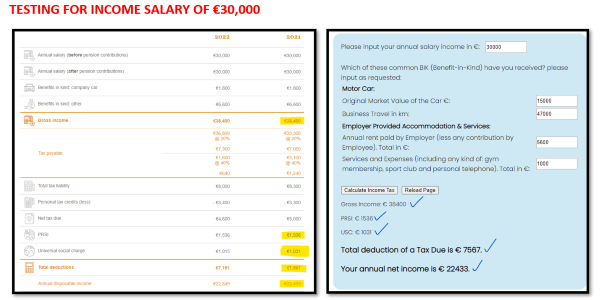 TESTING FOR INCOME SALARY OF €30,000
2022 2021
Annual salary (before pension contributions) €30,000 €30,000
Annual salary (after pension contributions) €30,000 €30,000
Benefits in kind: company car €1,800 €1,800
Benefits in kind: other €6,600 €6,600
Gross income €38,400 €38,400
€36,800 €35,300
@ 20% @ 20%
Tax payable €7,360 €7,060
€1,600 €3,100
@ 40% @ 40%
€640 €1,240
Total tax liability €8,000 €8,300
Personal tax credits (less)
Net tax due €4,600 €5,000
PRSI €1,536 €1,536
Universal social charge €1,015 €1,031
Total deductions €7,151 €7,567
Annual disposable income €22,849 €22,433
Please input your annual salary income in €: 30000
Which of these common BIK (Benefit-in-Kind) have you received? please
input as requested:
Motor Car:
Original Market Value of the Car €: 15000
Business Travel in km: 47000
Employer Provided Accommodation & Services:
Annual rent paid by Employer (less any contribution by
Employee). Total in €: 5600
Services and Expenses (including any kind of: gym
membership, sport club and personal telephone). Total in €: 1000
Calculate Income Tax Reload Page
Gross Income: € 38400
PRSI: € 1536
USC: € 1031
Total deduction of a Tax Due is € 7567.
Your annual net income is € 22433.